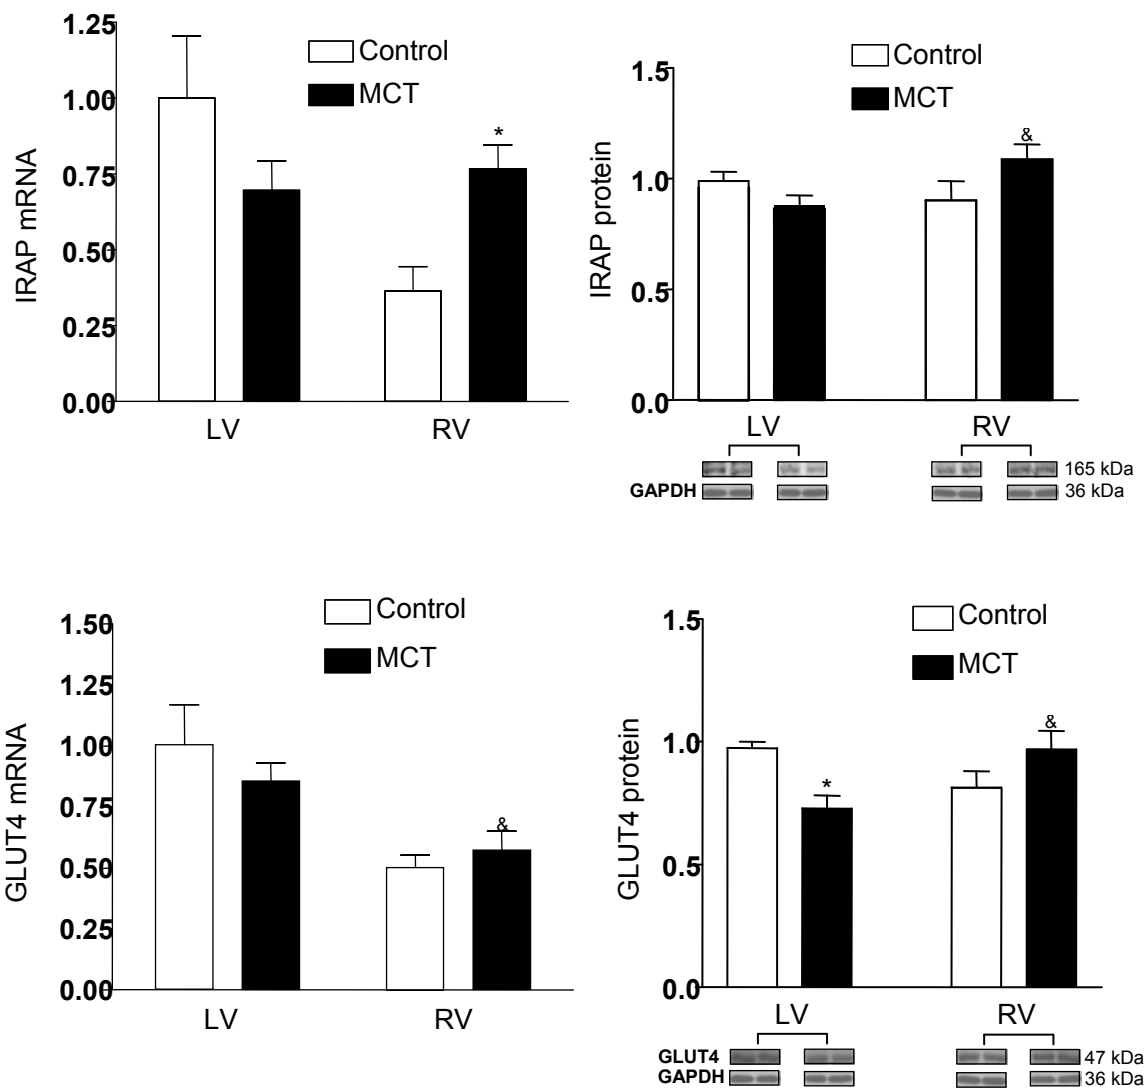 1.25
1.00
0.75
0.50
0.25
0.00
IRAP mRNA
Control
MCT
*
LV RV
1.5
1.0
0.5
0.0
IRAP protein
Control
MCT
&
LV RV
165 kDa
GAPDH 36 kDa
1.50
1.25
1.00
0.75
0.50
0.25
0.00
GLUT4 mRNA
Control
MCT
&
LV RV
1.5
1.0
0.5
0.0
GLUT4 protein
Control
MCT
*
&
LV RV
GLUT4 47 kDa
GAPDH 36 kDa